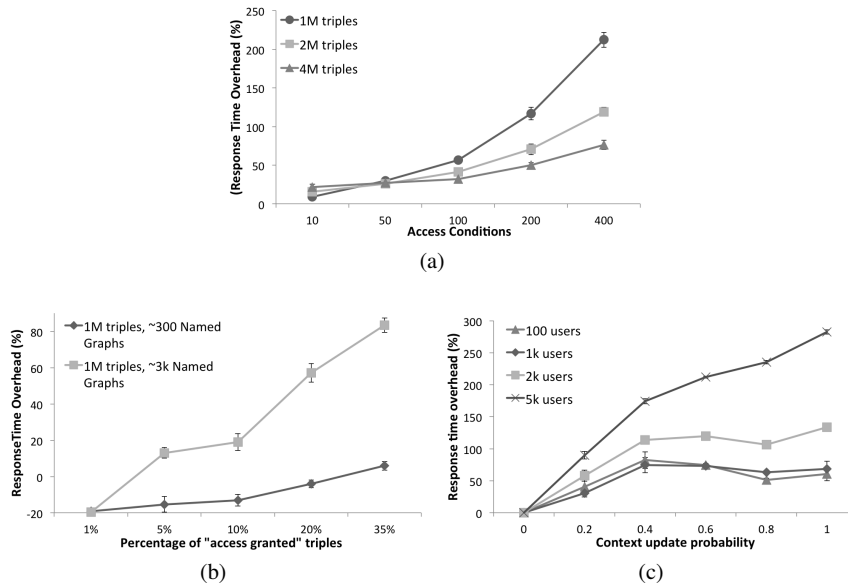 (Response Time Overhead (%)
250
200
150
100
50
0
1M triples
2M triples
4M triples
10 50 100 200 400
Access Conditions
(a)
ResponseTime Overhead (%)
80
60
40
20
0
-20
1M triples, ~300 Named
Graphs
1M triples, ~3k Named
Graphs
1% 5% 10% 20% 35%
Percentage of "access granted" triples
(b)
Response time overhead (%)
300
250
200
150
100
50
0
100 users
1k users
2k users
5k users
0 0.2 0.4 0.6 0.8 1
Context update probability
(c)